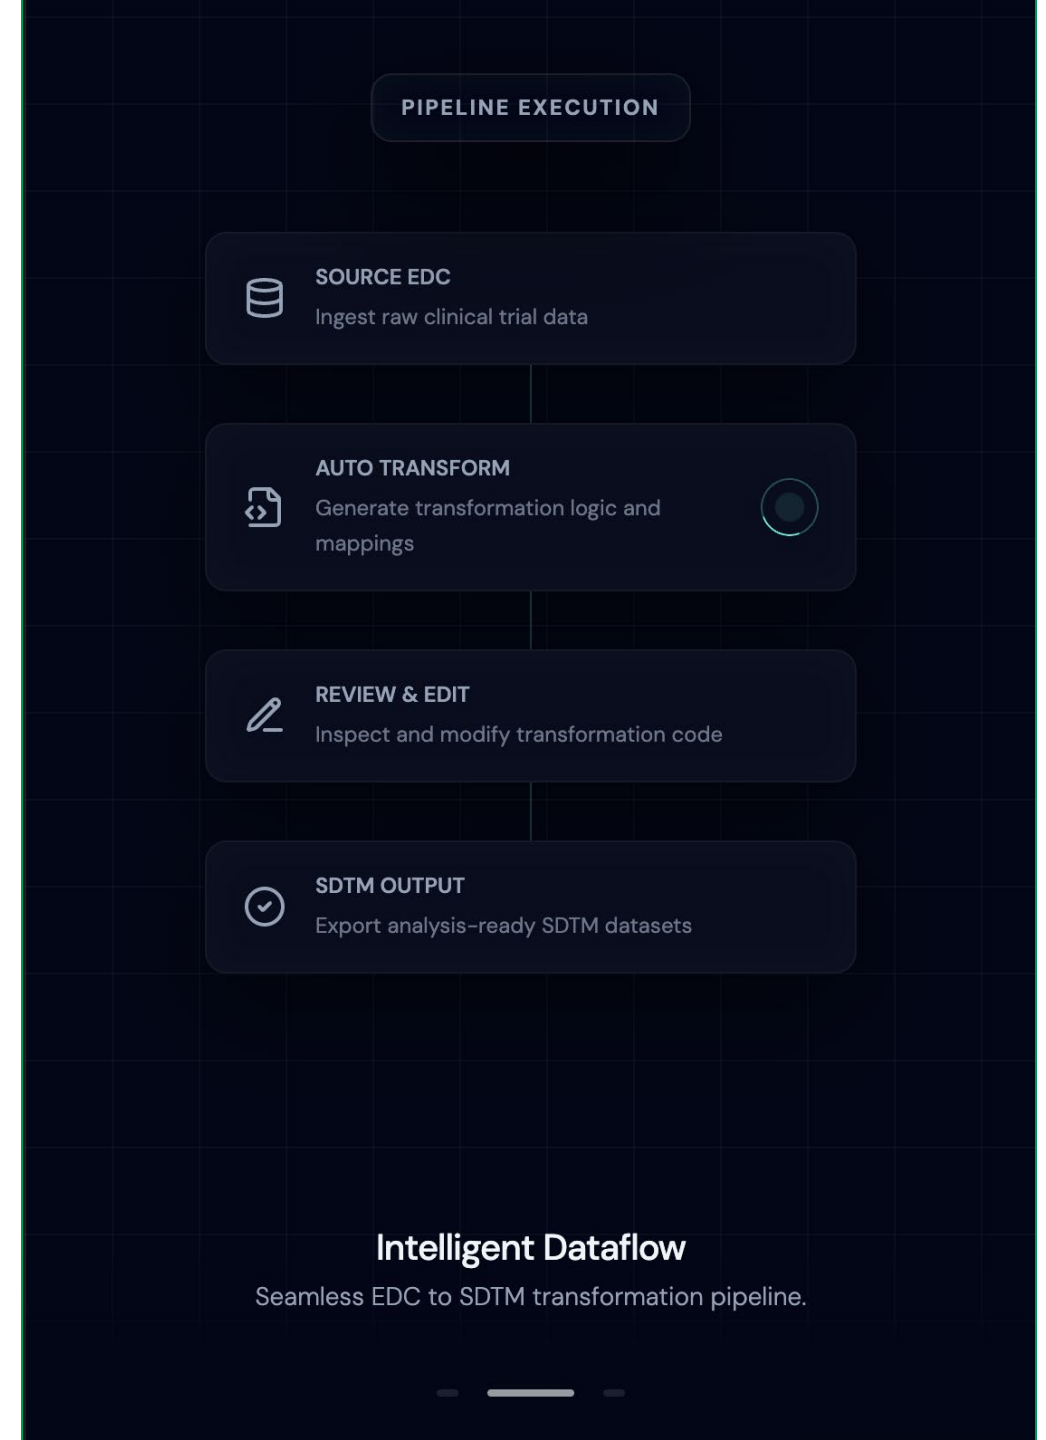 PIPELINE EXECUTION
SOURCE EDC
Ingest raw clinical trial data
AUTO TRANSFORM
Generate transformation logic and
mappings
REVIEW & EDIT
Inspect and modify transformation code
SDTM OUTPUT
Export analysis-ready SDTM datasets
Intelligent Dataflow
Seamless EDC to SDTM transformation pipeline.